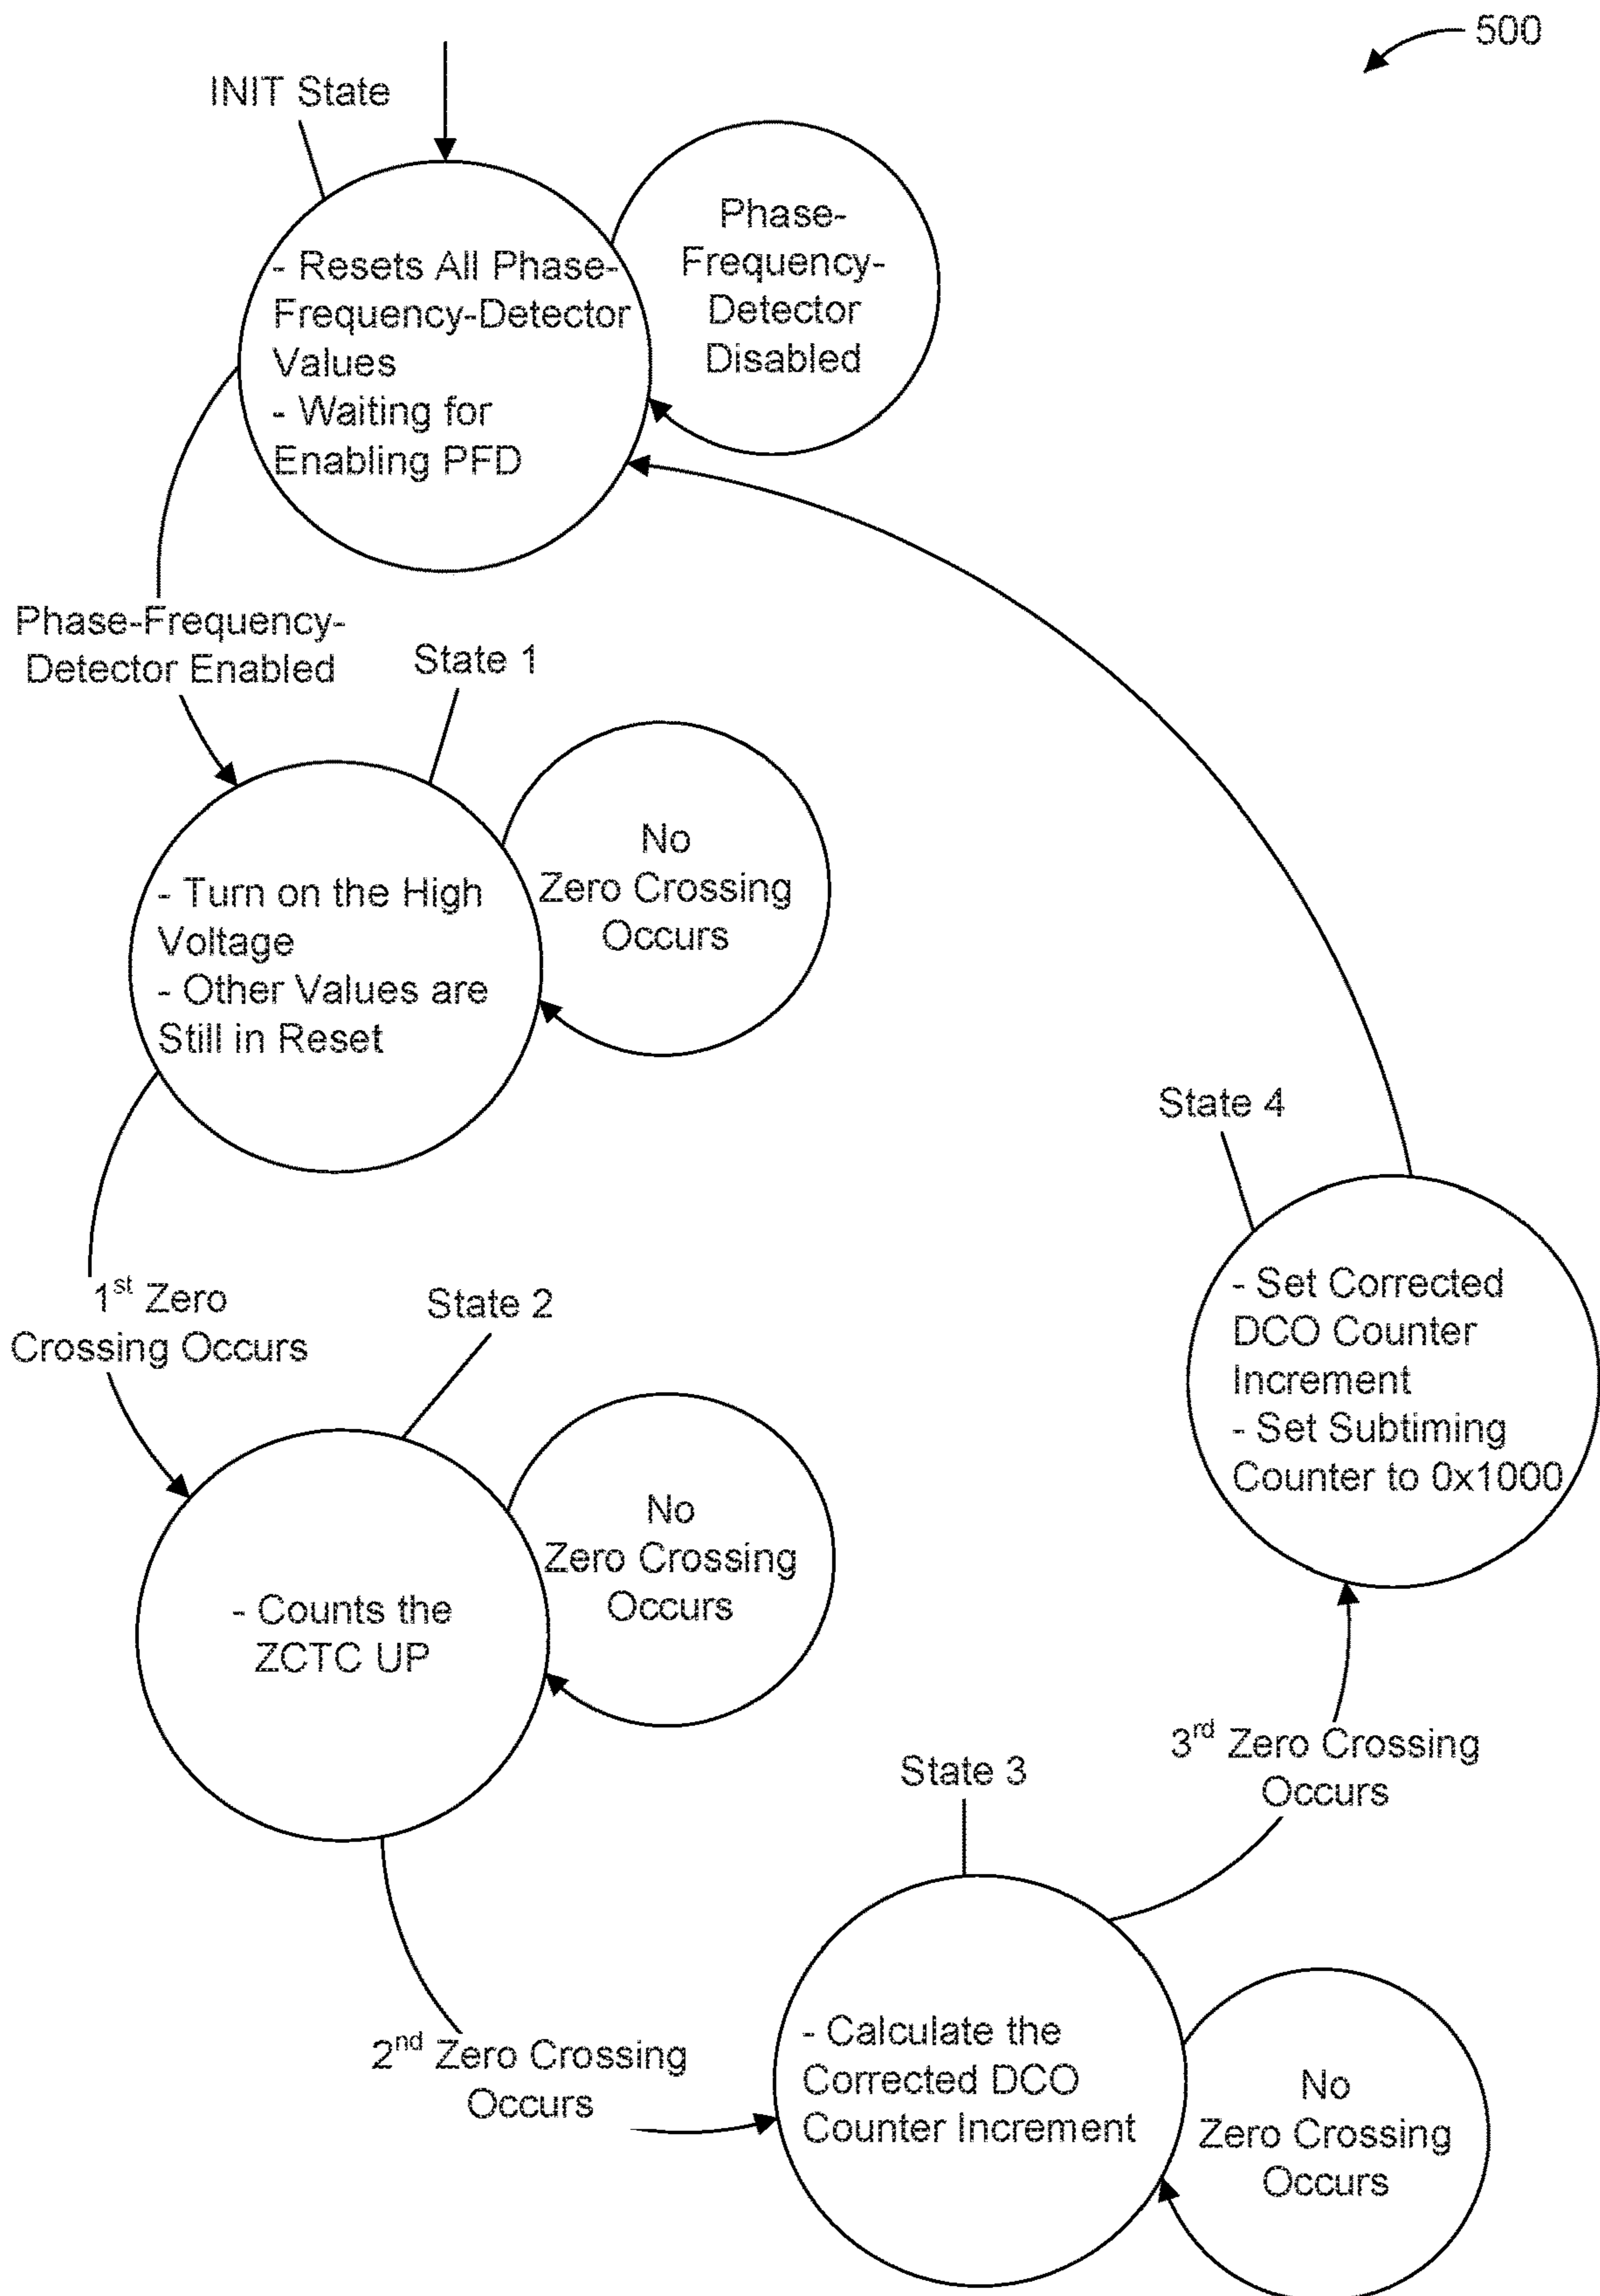 500
INIT State
- Resets All Phase-
Frequency-Detector
Values
- Waiting for
Enabling PFD
Phase-
Frequency-
Detector
Disabled
Phase-Frequency-
Detector Enabled
State 1
- Turn on the High
Voltage
- Other Values are
Still in Reset
No
Zero Crossing
Occurs
1st Zero
Crossing Occurs
State 2
- Counts the
ZCTC UP
No
Zero Crossing
Occurs
2nd Zero Crossing
Occurs
State 3
- Calculate the
Corrected DCO
Counter Increment
No
Zero Crossing
Occurs
3rd Zero Crossing
Occurs
State 4
- Set Corrected
DCO Counter
Increment
- Set Subtiming
Counter to 0x1000